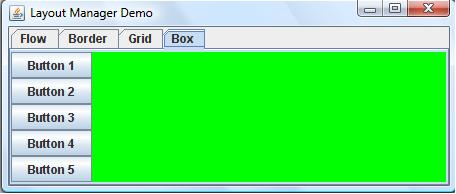 Layout Manager Demo
Flow Border Grid Box
Button 1
Button 2
Button 3
Button 4
Button 5